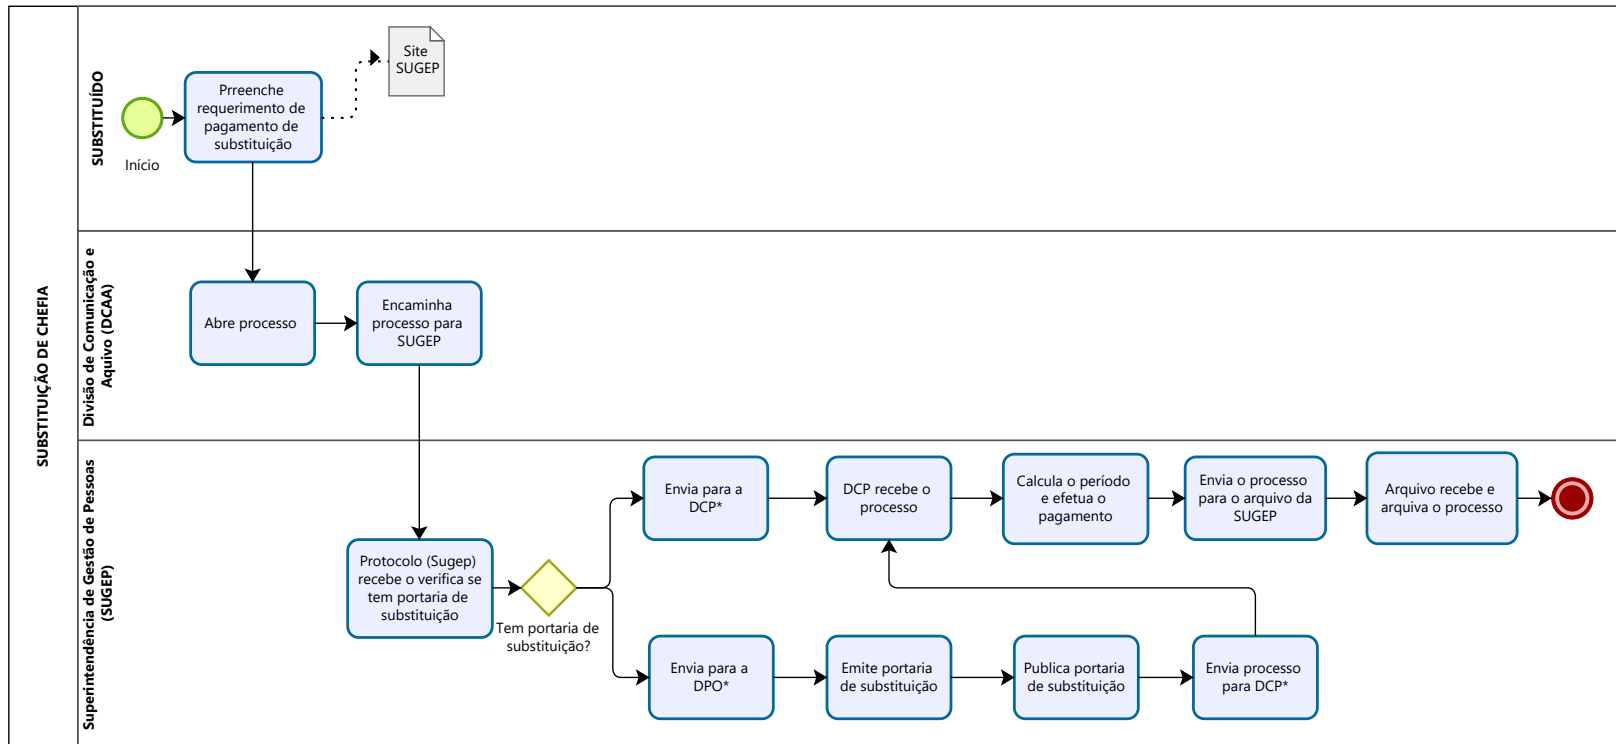 SUBSTITUIÇÃO DE CHEFIA
SUBSTITUÍDO
Início
Prreenche
requerimento de
pagamento de
substituição
Site
SUGEP
Divisão de Comunicação e
Aquivo (DCAA)
Abre processo
Encaminha
processo para
SUGEP
Superintendência de Gestão de Pessoas
(SUGEP)
Protocolo (Sugep)
recebe o verifica se
tem portaria de
substituição
Tem portaria de
substituição?
Envia para a
DCP*
DCP recebe o
processo
Calcula o período
e efetua o
pagamento
Envia o processo
para o arquivo da
SUGEP
Arquivo recebe e
arquiva o processo
Envia para a
DPO*
Emite portaria
de substituição
Publica portaria
de substituição
Envia processo
para DCP*